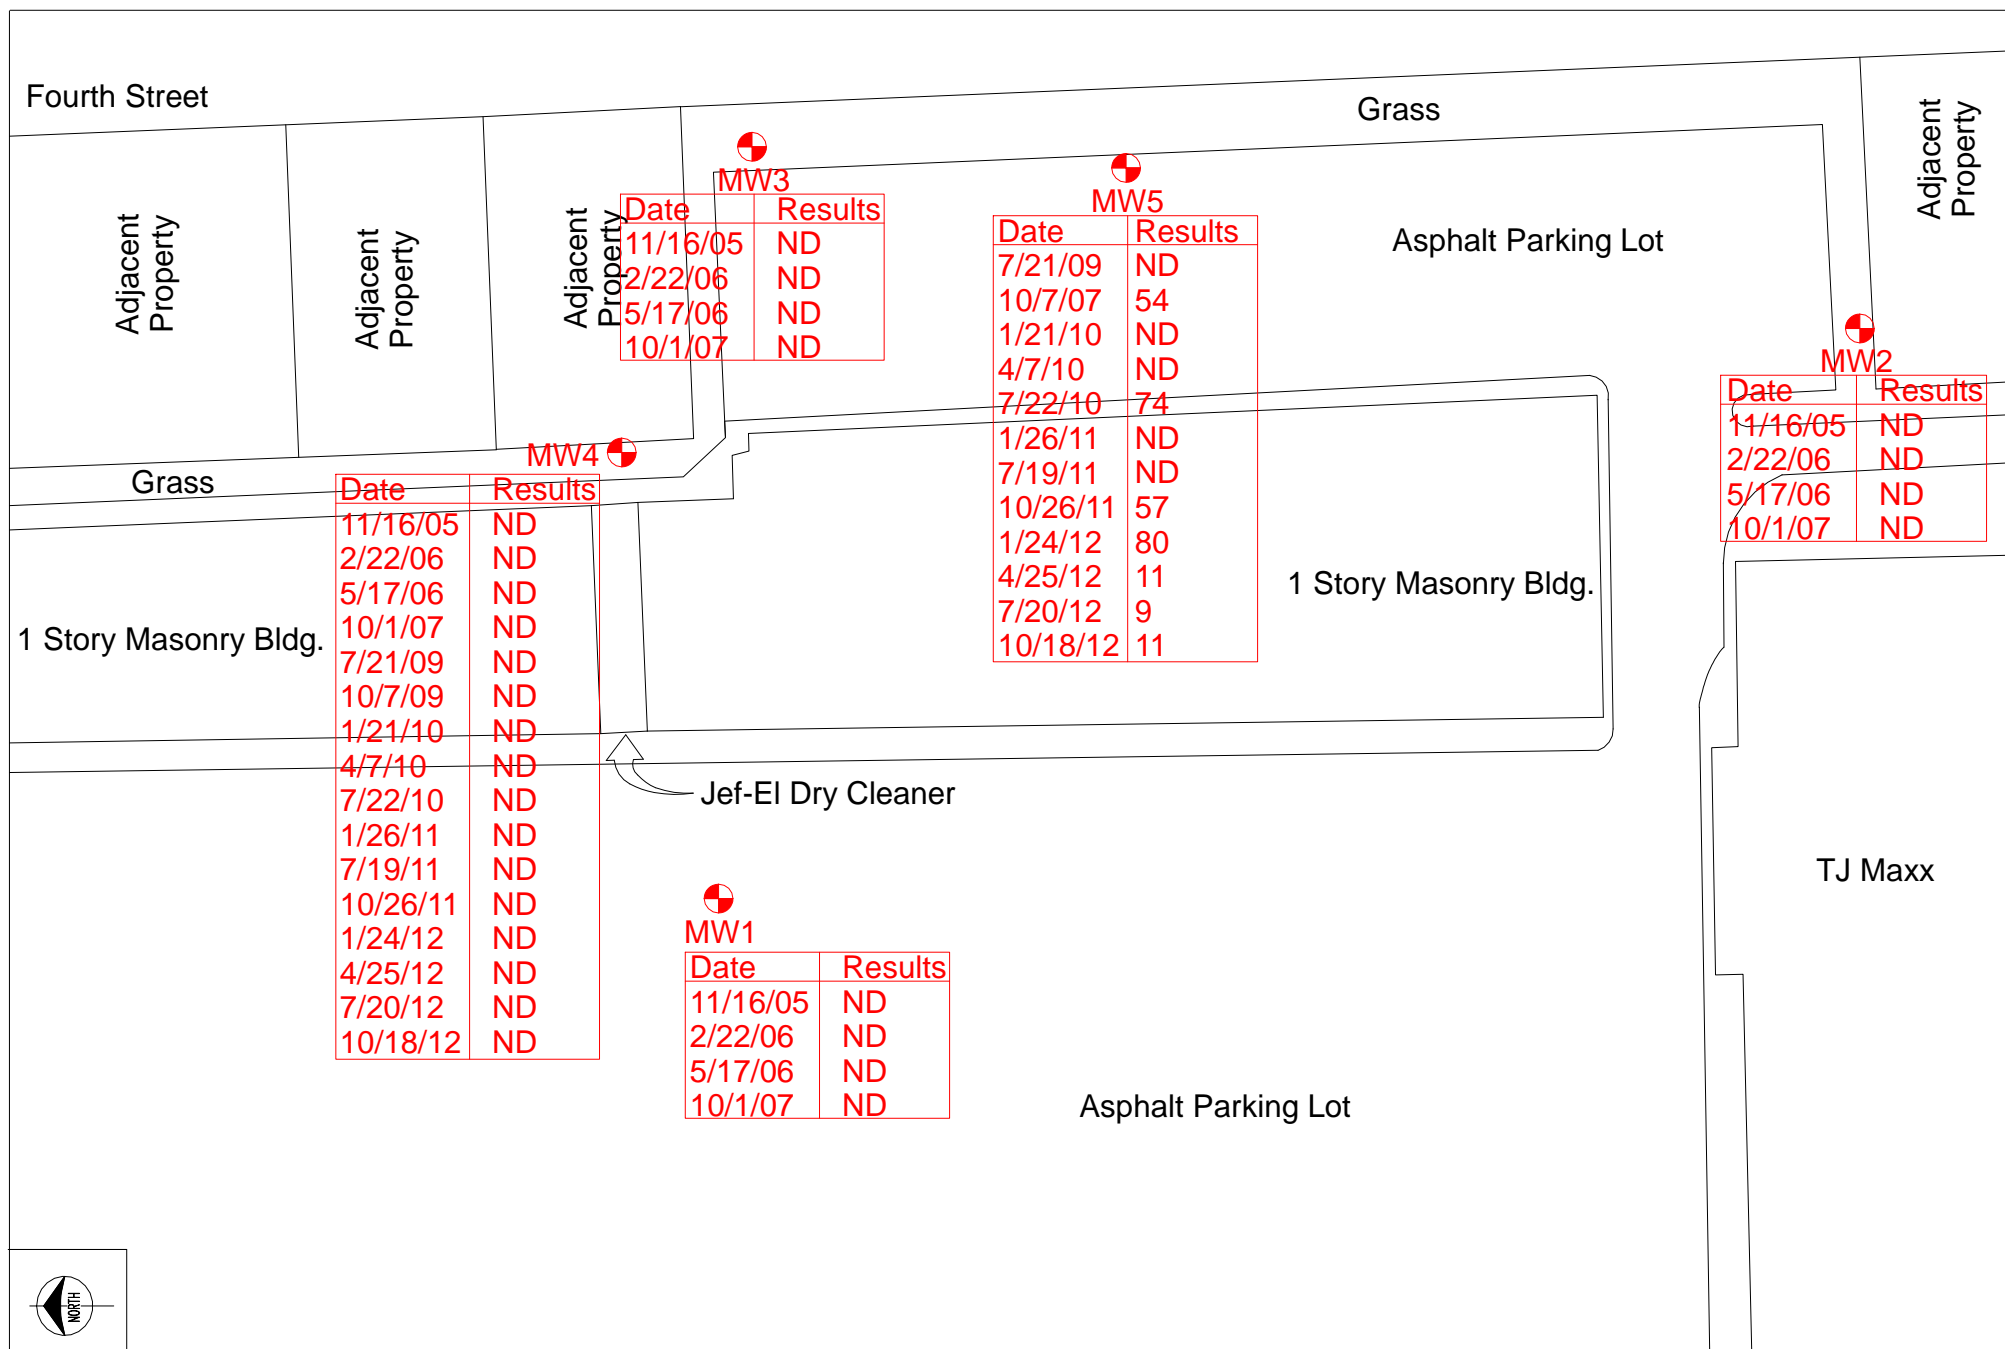 Fourth Street
Grass
Adjacent
Property
Adjacent
Property
Adjacent
Property
Adjacent
Property
MW3
Date Results
11/16/05 ND
2/22/06 ND
5/17/06 ND
10/1/07 ND
MW5
Date Results
7/21/09 ND
10/7/07 54
1/21/10 ND
4/7/10 ND
7/22/10 74
1/26/11 ND
7/19/11 ND
10/26/11 57
1/24/12 80
4/25/12 11
7/20/12 9
10/18/12 11
Asphalt Parking Lot
MW2
Date Results
11/16/05 ND
2/22/06 ND
5/17/06 ND
10/1/07 ND
Grass
MW4
Date Results
11/16/05 ND
2/22/06 ND
5/17/06 ND
10/1/07 ND
7/21/09 ND
10/7/09 ND
1/21/10 ND
4/7/10 ND
7/22/10 ND
1/26/11 ND
7/19/11 ND
10/26/11 ND
1/24/12 ND
4/25/12 ND
7/20/12 ND
10/18/12 ND
1 Story Masonry Bldg.
1 Story Masonry Bldg.
Jef-El Dry Cleaner
TJ Maxx
MW1
Date Results
11/16/05 ND
2/22/06 ND
5/17/06 ND
10/1/07 ND
Asphalt Parking Lot
NORTH